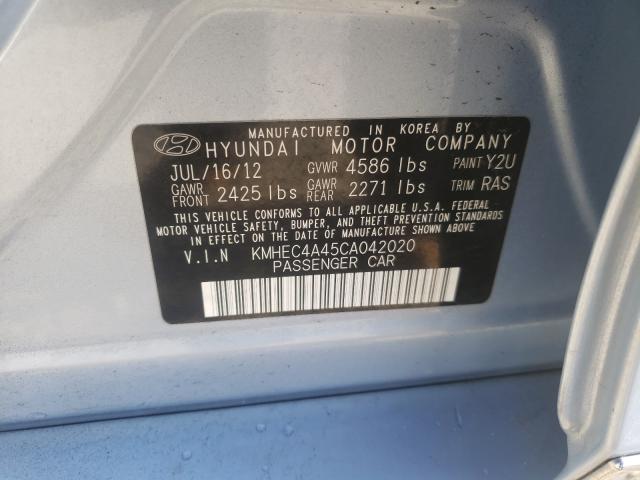 MANUFACTURED IN KOREA BY
HYUNDAI MOTOR COMPANY
JUL/16/12 GVWR 4586 lbs PAINT Y2U
GAWR FRONT 2425 lbs GAWR REAR 2271 lbs TRIM RAS
THIS VEHICLE CONFORMS TO ALL APPLICABLE U.S.A. FEDERAL
MOTOR VEHICLE SAFETY, BUMPER, AND THEFT PREVENTION STANDARDS
IN EFFECT ON THE DATE OF MANUFACTURE SHOWN ABOVE.
V.I.N KMHEC4A45CA042020
PASSENGER CAR